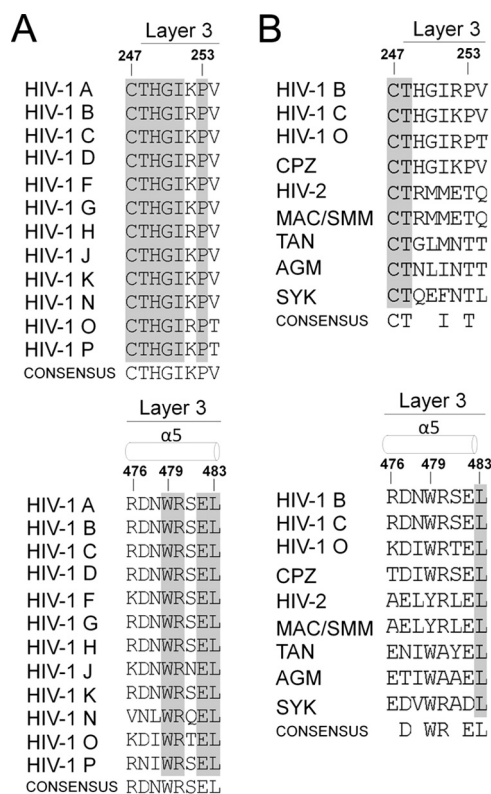 A
Layer 3
247 253
HIV-1 A CTHGIKPV
HIV-1 B CTHGIRPV
HIV-1 C CTHGIKPV
HIV-1 D CTHGIRPV
HIV-1 F CTHGIKPV
HIV-1 G CTHGIKPV
HIV-1 H CTHGIRPV
HIV-1 J CTHGIKPV
HIV-1 K CTHGIKPV
HIV-1 N CTHGIKPV
HIV-1 O CTHGIRPT
HIV-1 P CTHGIKPT
CONSENSUS CTHGIKPV
Layer 3
α5
476 479 483
HIV-1 A RDNWRSEL
HIV-1 B RDNWRSEL
HIV-1 C RDNWRSEL
HIV-1 D RDNWRSEL
HIV-1 F KDNWRSEL
HIV-1 G RDNWRSEL
HIV-1 H RDNWRSEL
HIV-1 J KDNWRNEL
HIV-1 K RDNWRSEL
HIV-1 N VNLWRQEL
HIV-1 O KDIWRTEL
HIV-1 P RNIWRSEL
CONSENSUS RDNWRSEL
B
Layer 3
247 253
HIV-1 B CTHGIRPV
HIV-1 C CTHGIKPV
HIV-1 O CTHGIRPT
CPZ CTHGIKPV
HIV-2 CTRMMETQ
MAC/SMM CTRMMETQ
TAN CTGLMNTT
AGM CTNLINTT
SYK CTQEFNTL
CONSENSUS CT I T
Layer 3
α5
476 479 483
HIV-1 B RDNWRSEL
HIV-1 C RDNWRSEL
HIV-1 O KDIWRTEL
CPZ TDIWRSEL
HIV-2 AELYRLEL
MAC/SMM AELYRLEL
TAN ENIWAYEL
AGM ETIWAAEL
SYK EDVWRADL
CONSENSUS D WR EL